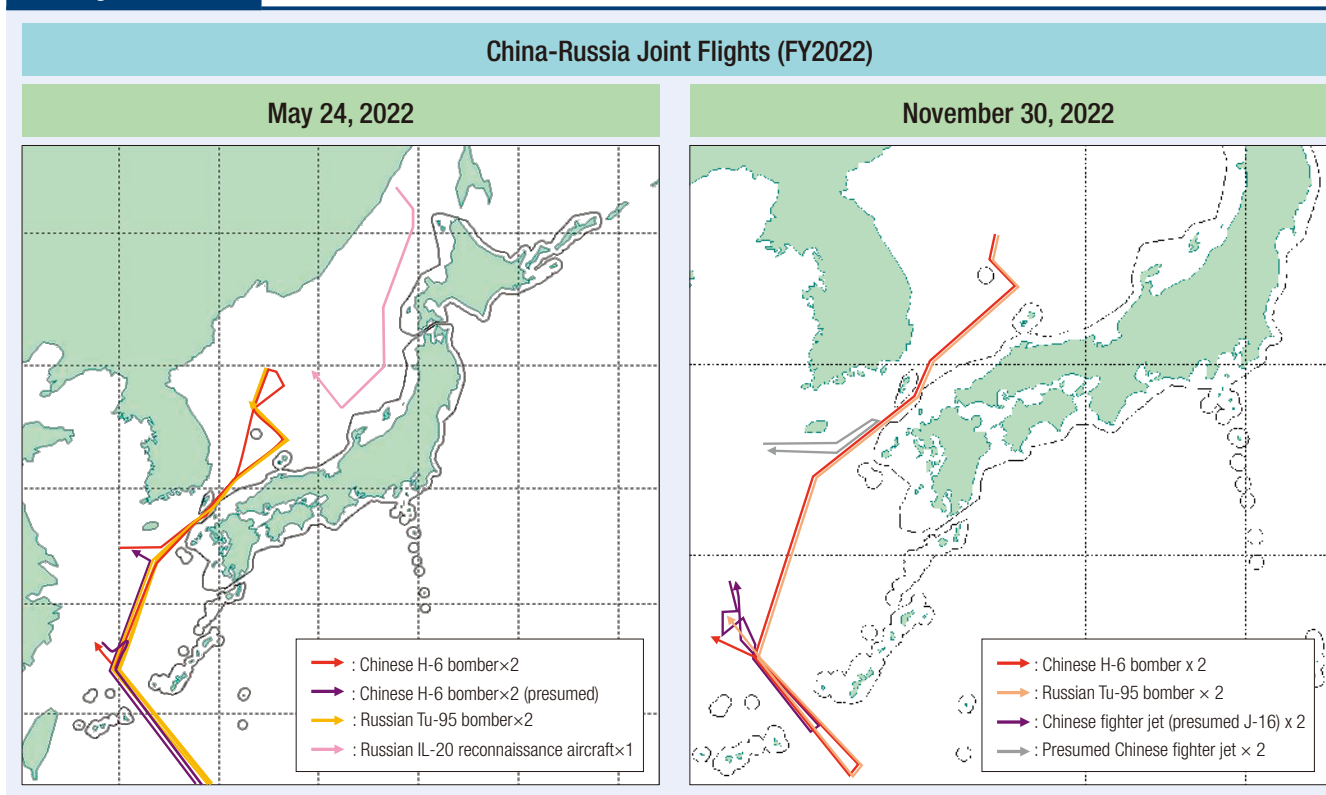 China-Russia Joint Flights (FY2022)
May 24, 2022
: Chinese H-6 bomber×2
: Chinese H-6 bomber×2 (presumed)
: Russian Tu-95 bomber×2
: Russian IL-20 reconnaissance aircraft×1
November 30, 2022
: Chinese H-6 bomber x 2
: Russian Tu-95 bomber × 2
: Chinese fighter jet (presumed J-16) x 2
: Presumed Chinese fighter jet × 2